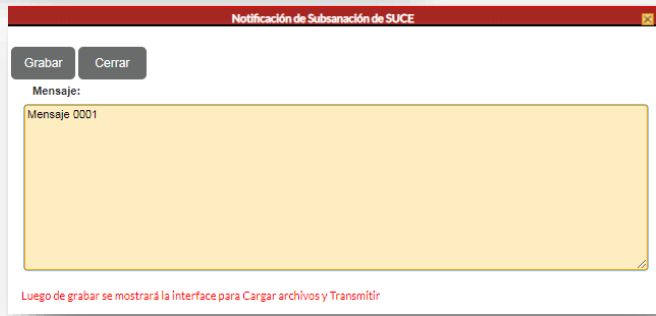 Notificación de Subsanación de SUCE
Grabar Cerrar
Mensaje:
Mensaje 0001
Luego de grabar se mostrará la interface para Cargar archivos y Transmitir